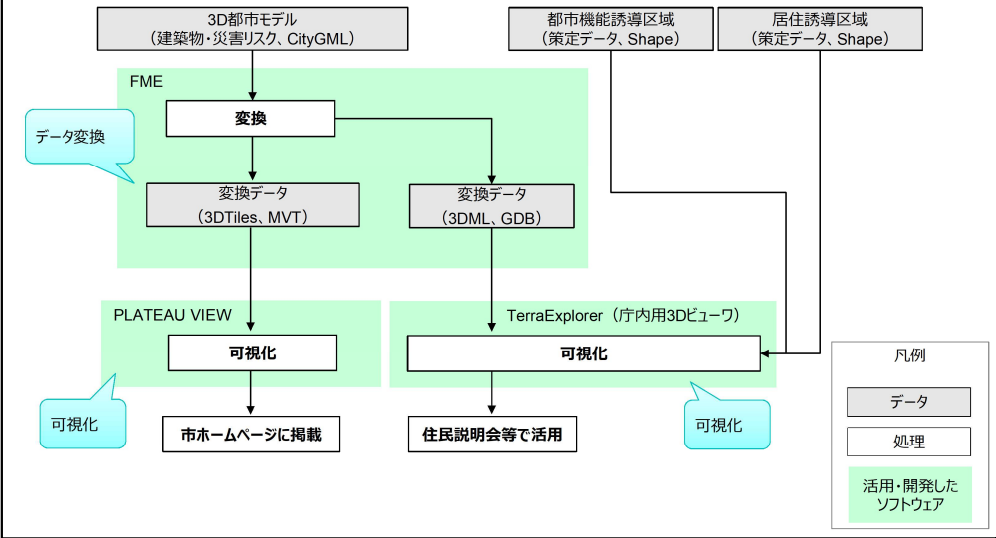 3D都市モデル
（建築物・災害リスク、CityGML）
都市機能誘導区域
（策定データ、Shape）
居住誘導区域
（策定データ、Shape）
FME
変換
データ変換
変換データ
（3DTiles、MVT）
変換データ
（3DML、GDB）
PLATEAU VIEW
TerraExplorer（庁内用3Dビューワ）
可視化
可視化
可視化
市ホームページに掲載
住民説明会等で活用
可視化
凡例
データ
処理
活用・開発した
ソフトウェア